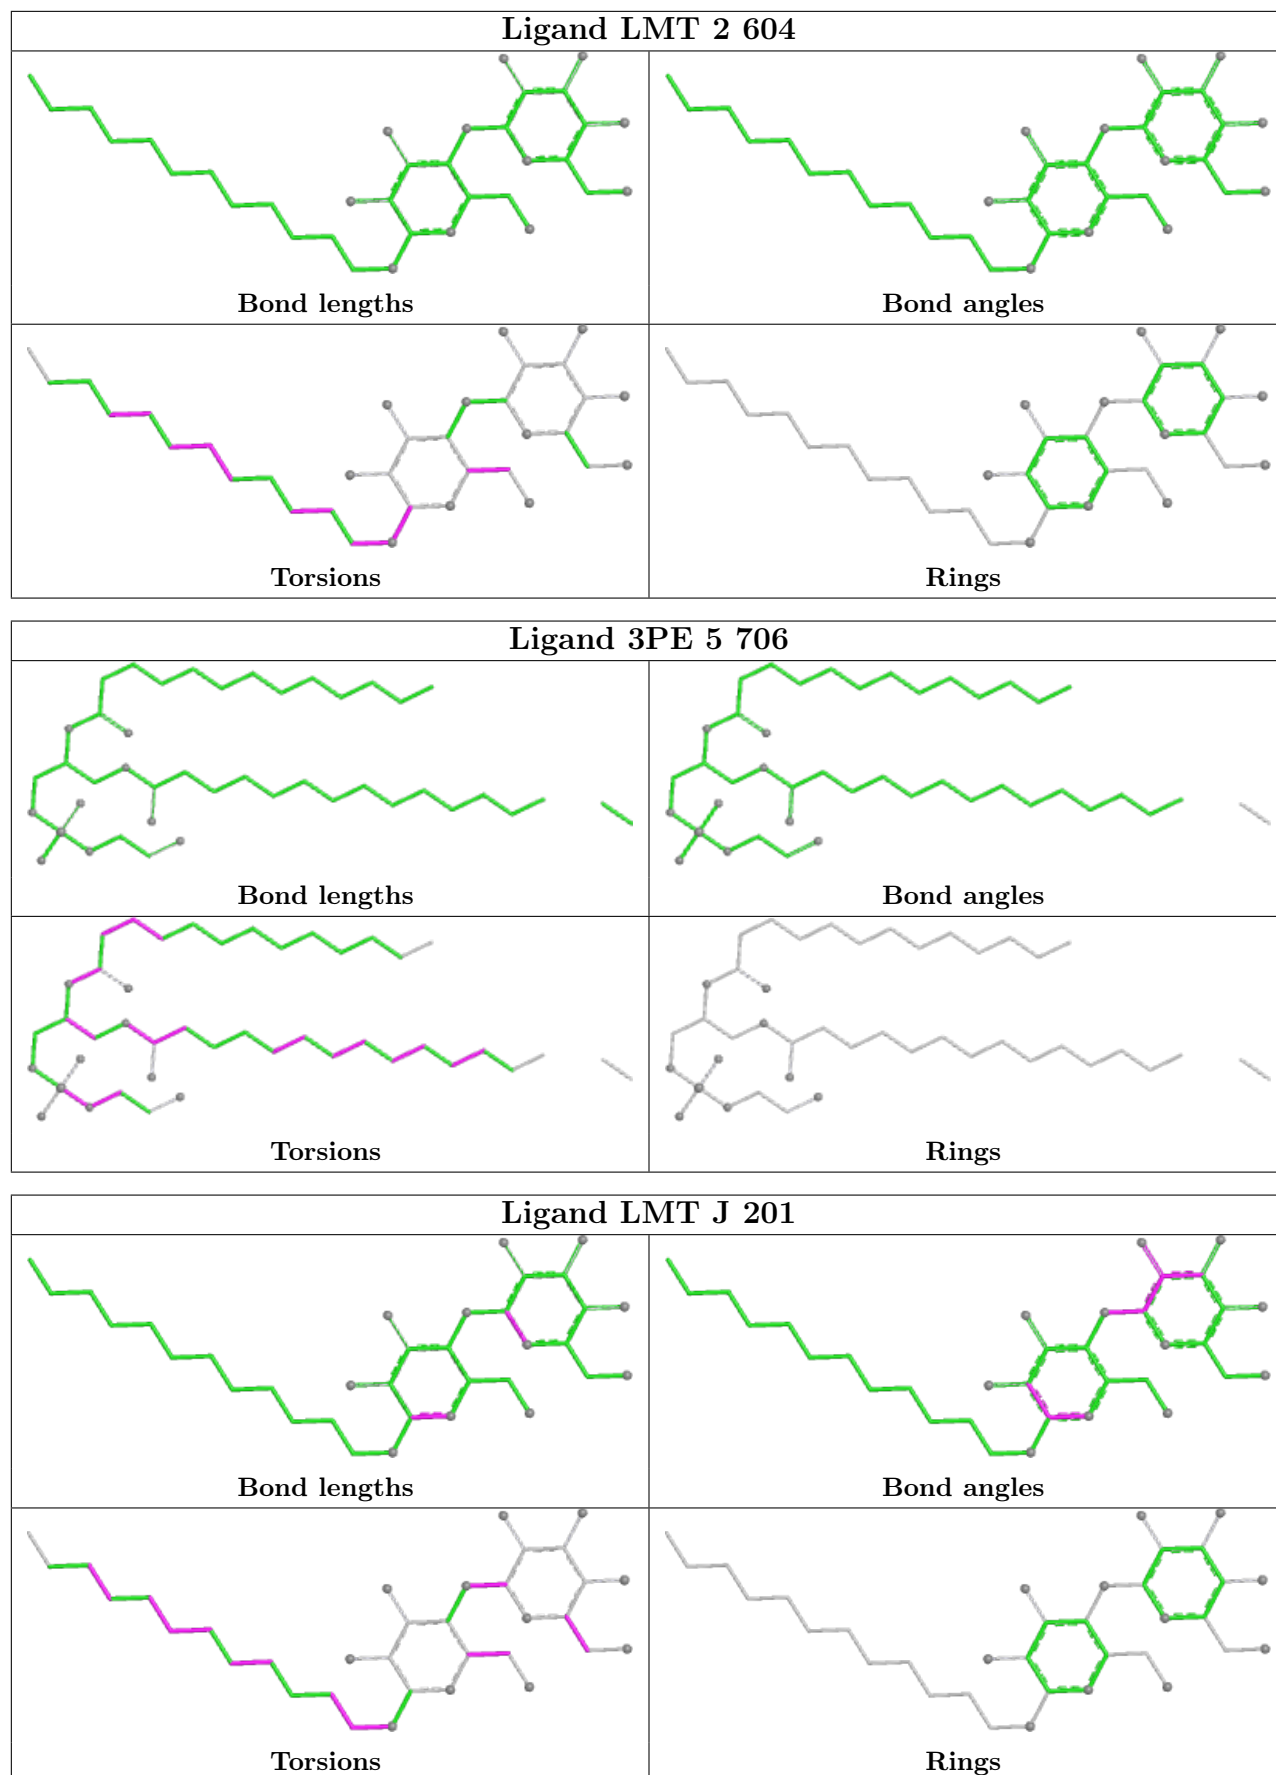 Ligand LMT 2 604
Bond lengths
Bond angles
Torsions
Rings
Ligand 3PE 5 706
Bond lengths
Bond angles
Torsions
Rings
Ligand LMT J 201
Bond lengths
Bond angles
Torsions
Rings